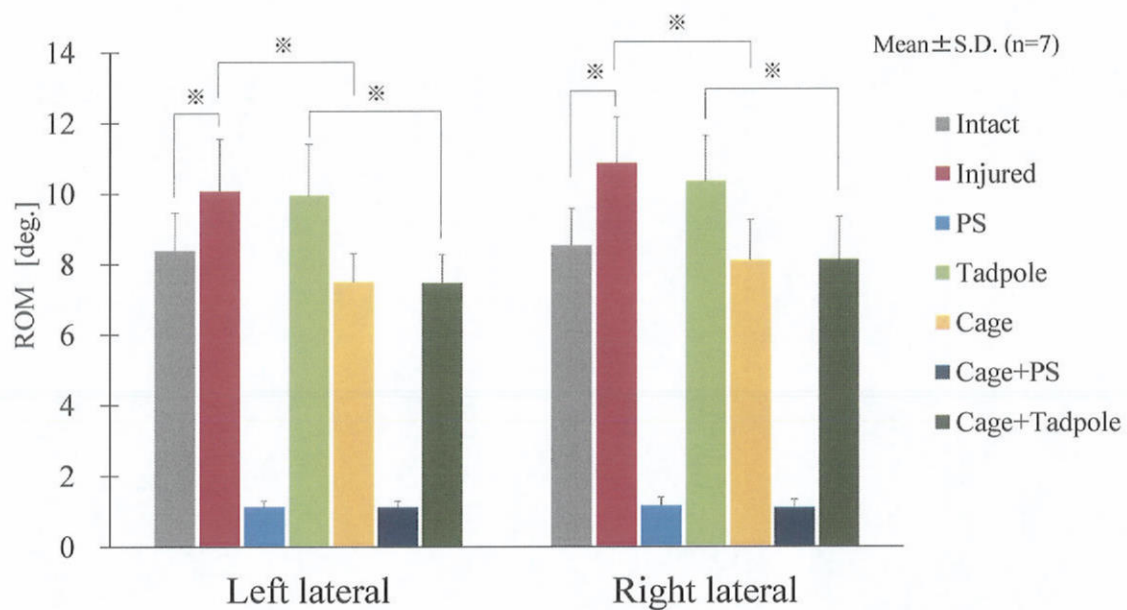 ※
※
Mean±S.D. (n=7)
14
※
※
※
※
12
10
8
6
4
2
0
ROM [deg.]
Intact
Injured
PS
Tadpole
Cage
Cage+PS
Cage+Tadpole
Left lateral
Right lateral